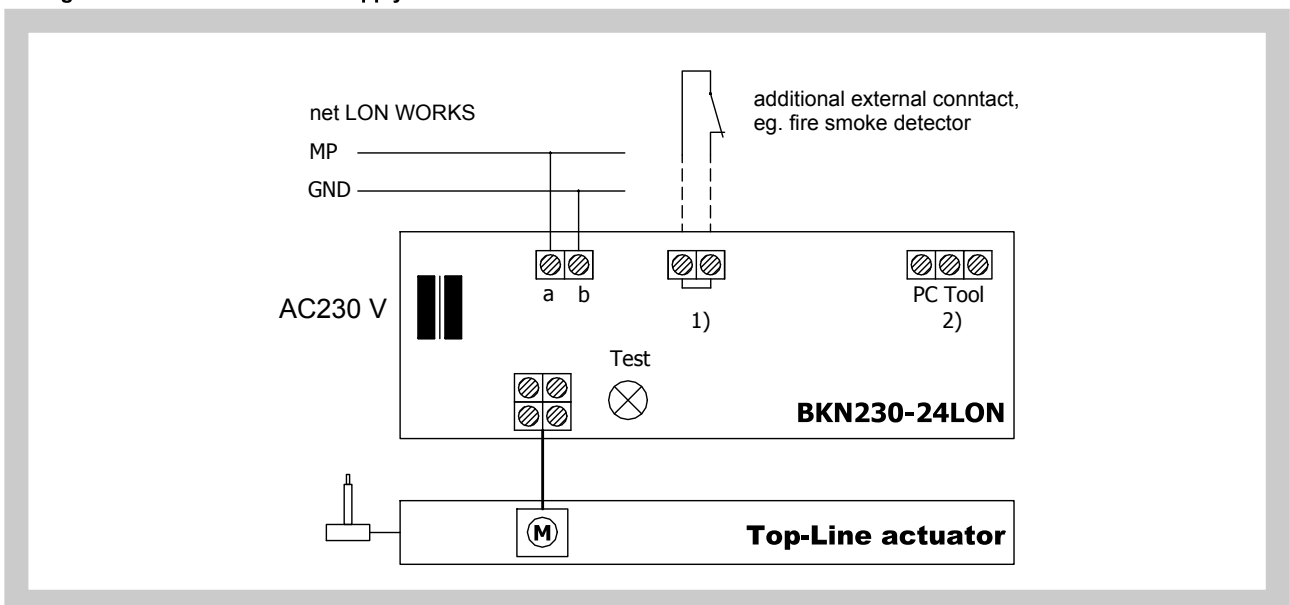 net LON WORKS
additional external conntact,
eg. fire smoke detector
MP
GND
AC230 V
a b
1)
PC Tool
2)
Test
BKN230-24LON
M
Top-Line actuator